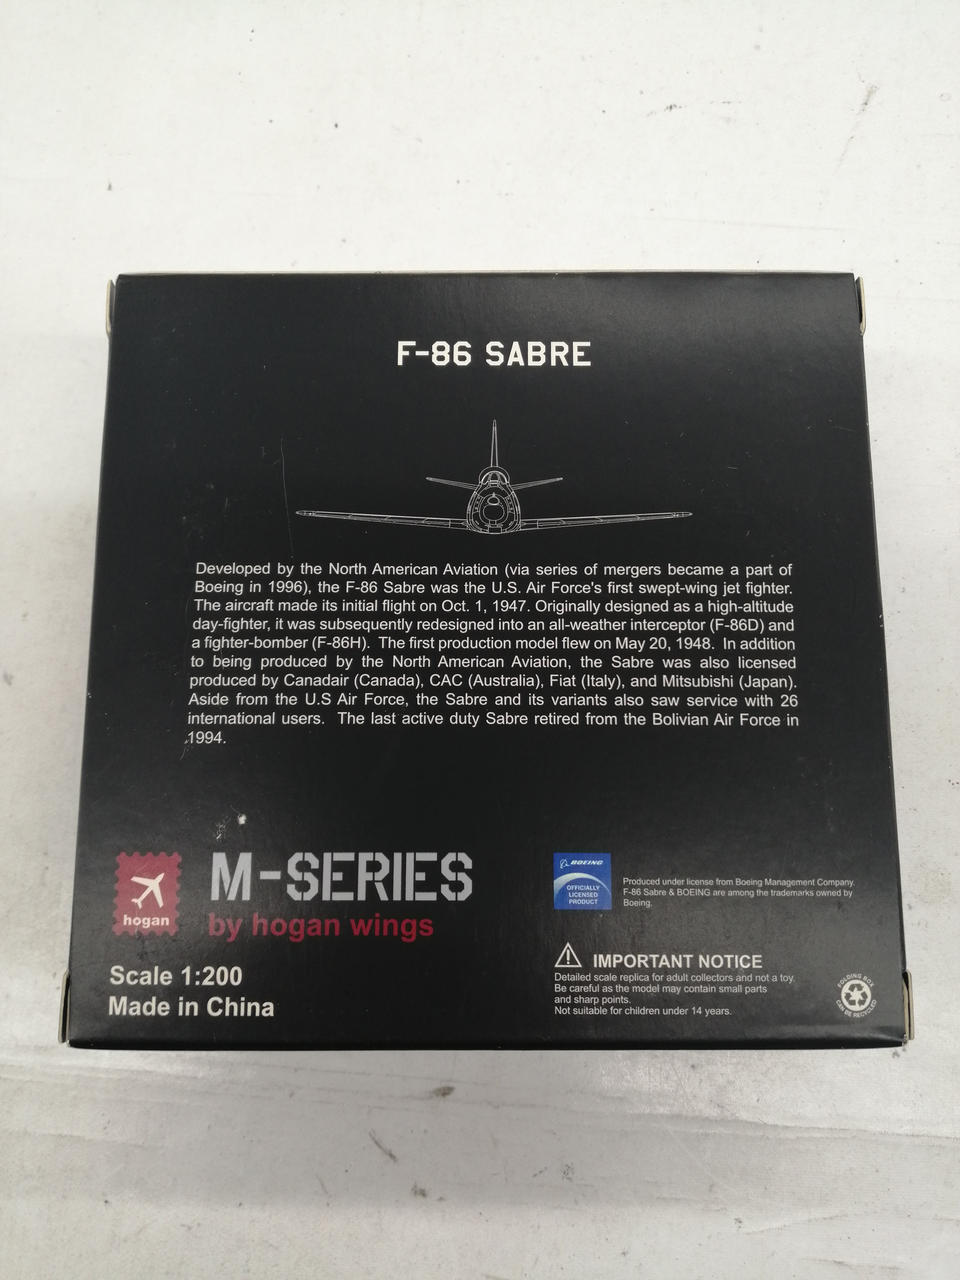 F-86 SABRE
Developed by the North American Aviation (via series of mergers became a part of
Boeing in 1996), the F-86 Sabre was the U.S. Air Force's first swept-wing jet fighter.
The aircraft made its initial flight on Oct. 1, 1947. Originally designed as a high-altitude
day-fighter, it was subsequently redesigned into an all-weather interceptor (F-86D) and
a fighter-bomber (F-86H). The first production model flew on May 20, 1948. In addition
to being produced by the North American Aviation, the Sabre was also licensed
produced by Canadair (Canada), CAC (Australia), Fiat (Italy), and Mitsubishi (Japan).
Aside from the U.S Air Force, the Sabre and its variants also saw service with 26
international users. The last active duty Sabre retired from the Bolivian Air Force in
1994.
hogan
M-SERIES
by hogan wings
Scale 1:200
Made in China
BOEING
OFFICIALLY
LICENSED
PRODUCT
Produced under license from Boeing Management Company.
F-86 Sabre & BOEING are among the trademarks owned by
Boeing.
IMPORTANT NOTICE
Detailed scale replica for adult collectors and not a toy.
Be careful as the model may contain small parts
and sharp points.
Not suitable for children under 14 years.
FOLDING BOX
CAN BE RECYCLED